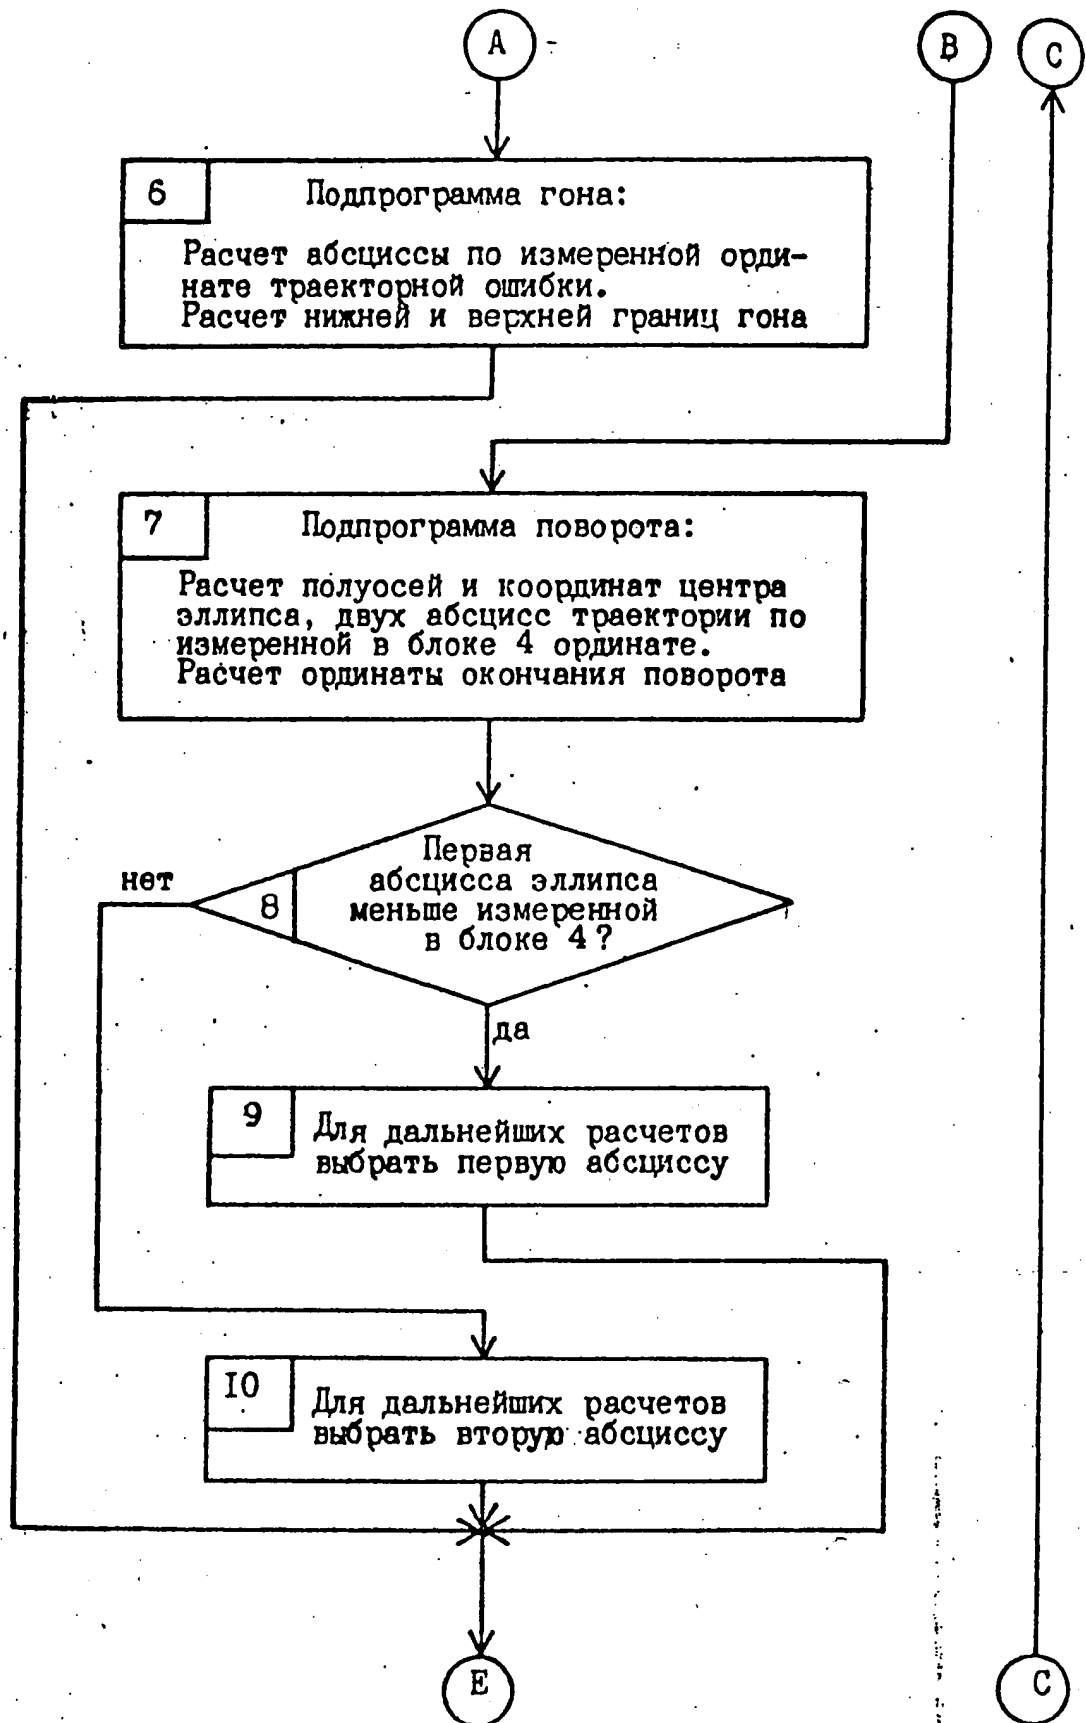 А
В
С
6
Подпрограмма гона:
Расчет абсциссы по измеренной орди-
нате траекторной ошибки.
Расчет нижней и верхней границ гона
7
Подпрограмма поворота:
Расчет полуосей и координат центра
эллипса, двух абсцисс траектории по
измеренной в блоке 4 ординате.
Расчет ординаты окончания поворота
нет
8
Первая
абсцисса эллипса
меньше измеренной
в блоке 4?
да
9
Для дальнейших расчетов
выбрать первую абсциссу
I0
Для дальнейших расчетов
выбрать вторую абсциссу
Е
С